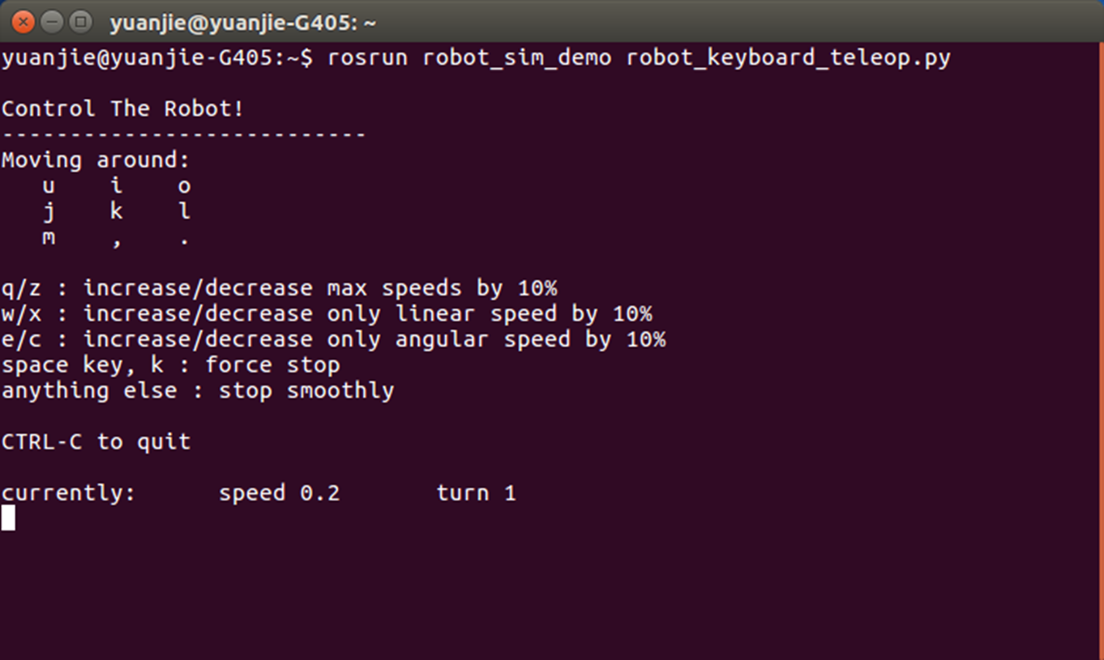 yuanjie@yuanjie-G405: ~
yuanjie@yuanjie-G405:~$ rosrun robot_sim_demo robot_keyboard_teleop.py
Control The Robot!
---------------------------
Moving around:
u i o
j k l
m , .
q/z : increase/decrease max speeds by 10%
w/x : increase/decrease only linear speed by 10%
e/c : increase/decrease only angular speed by 10%
space key, k : force stop
anything else : stop smoothly
CTRL-C to quit
currently: speed 0.2 turn 1